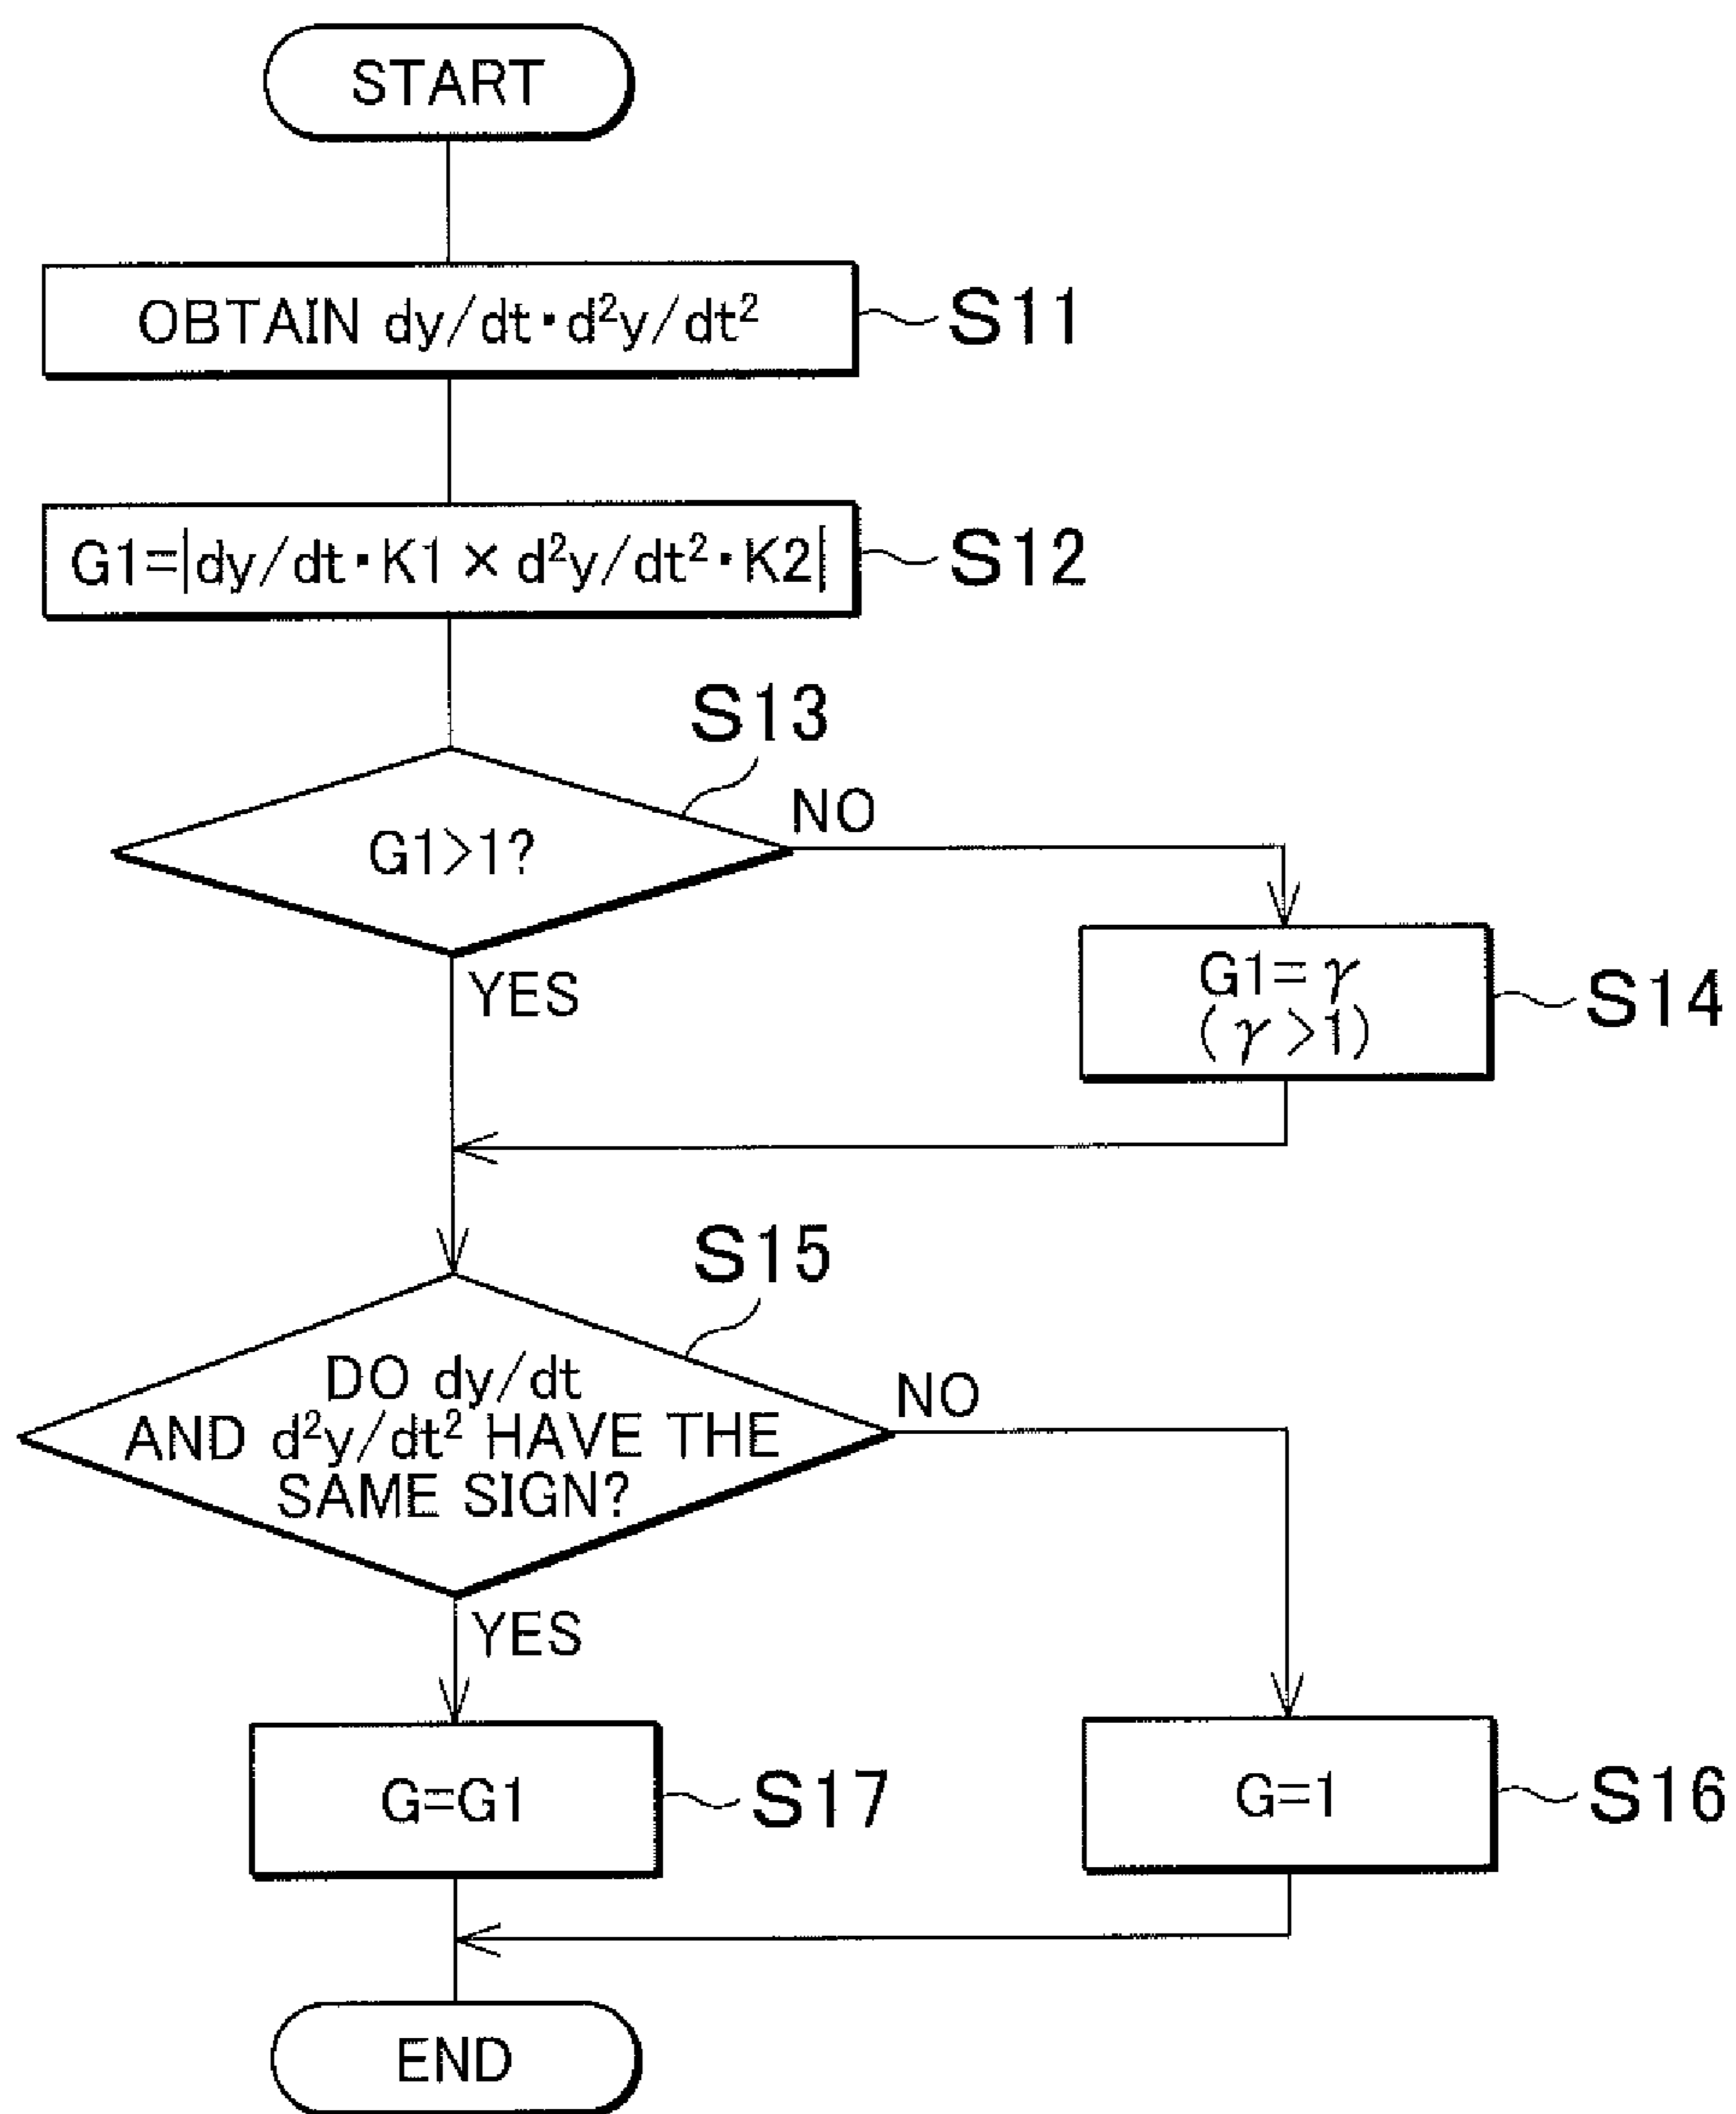 START
OBTAIN dy/dt・d²y/dt²
S11
G1=|dy/dt・K1 × d²y/dt²・K2|
S12
S13
G1>1?
NO
YES
G1=γ
(γ>1)
S14
S15
DO dy/dt
AND d²y/dt² HAVE THE
SAME SIGN?
NO
YES
G=G1
S17
G=1
S16
END